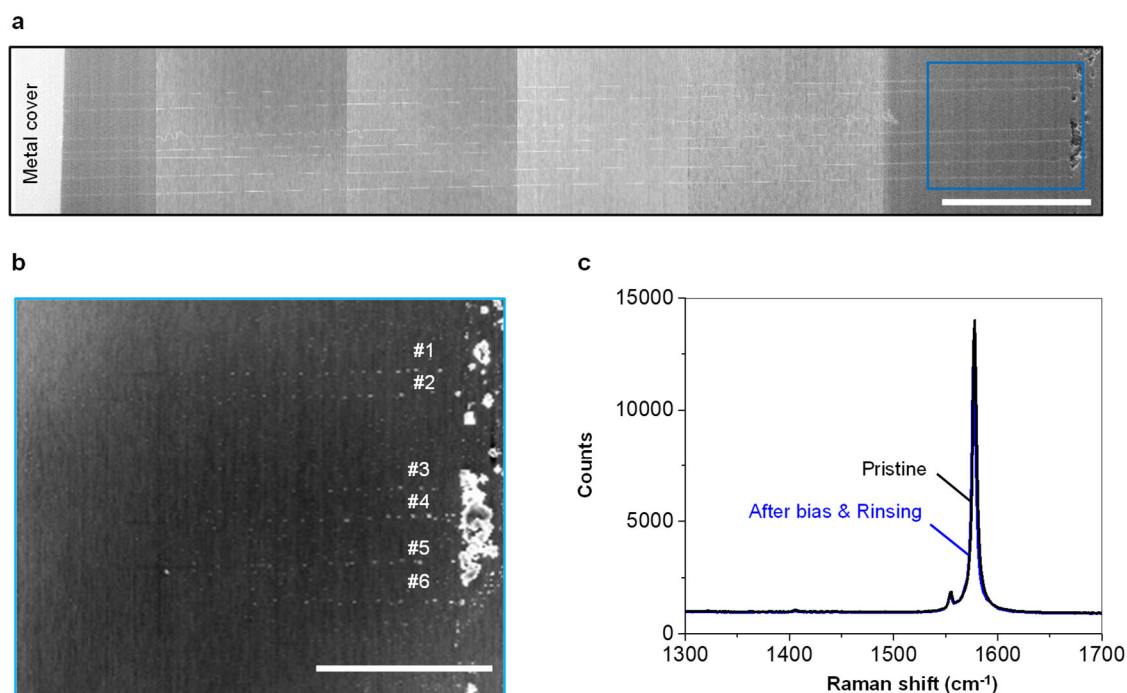 a
Metal cover
b
#1
#2
#3
#4
#5
#6
c
15000
10000
5000
0
Counts
Pristine
After bias & Rinsing
1300
1400
1500
1600
1700
Raman shift (cm⁻¹)